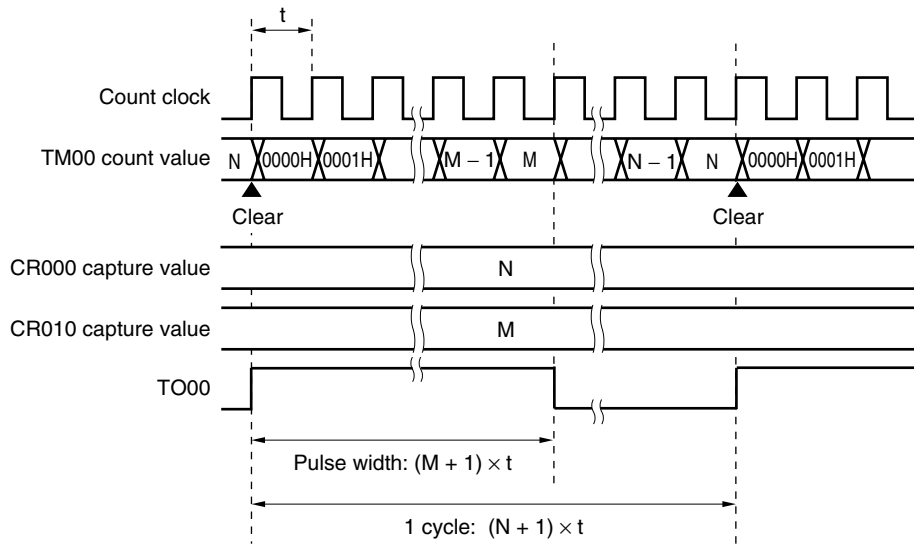 t
Count clock
TM00 count value N 0000H 0001H M − 1 M N − 1 N 0000H 0001H
Clear Clear
CR000 capture value N
CR010 capture value M
TO00
Pulse width: (M + 1) × t
1 cycle: (N + 1) × t